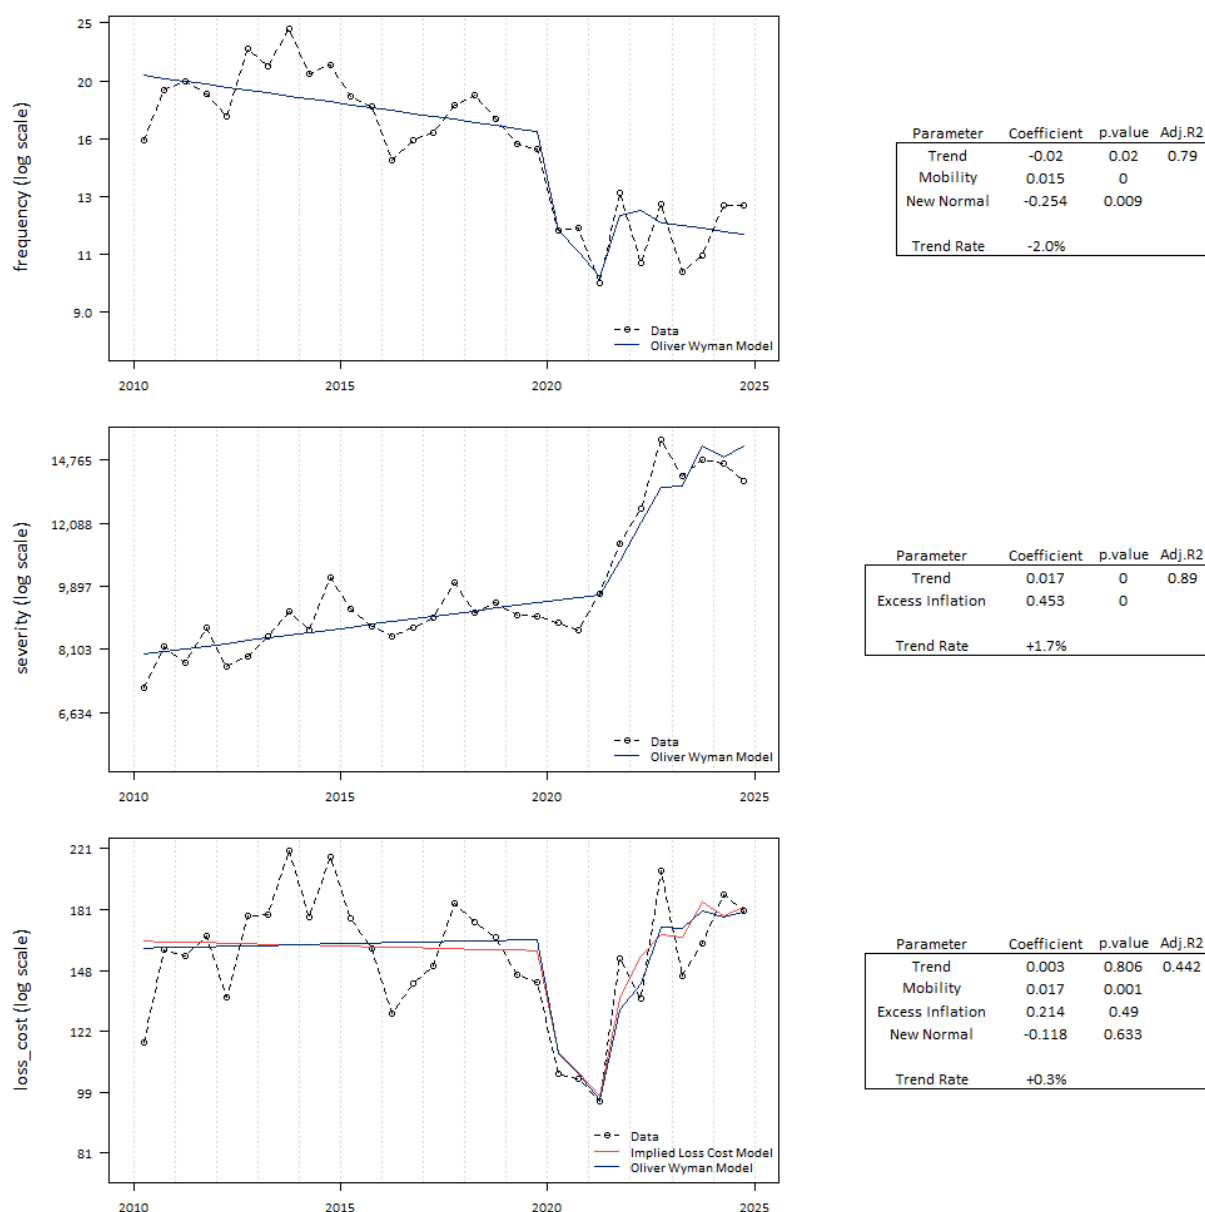 frequency (log scale)
25
20
16
13
11
9.0
Data
Oliver Wyman Model
2010 2015 2020 2025
Parameter Coefficient p.value Adj.R2
Trend -0.02 0.02 0.79
Mobility 0.015 0
New Normal -0.254 0.009
Trend Rate -2.0%
severity (log scale)
14,765
12,088
9,897
8,103
6,634
Data
Oliver Wyman Model
2010 2015 2020 2025
Parameter Coefficient p.value Adj.R2
Trend 0.017 0 0.89
Excess Inflation 0.453 0
Trend Rate +1.7%
loss_cost (log scale)
221
181
148
122
99
81
Data
Implied Loss Cost Model
Oliver Wyman Model
2010 2015 2020 2025
Parameter Coefficient p.value Adj.R2
Trend 0.003 0.806 0.442
Mobility 0.017 0.001
Excess Inflation 0.214 0.49
New Normal -0.118 0.633
Trend Rate +0.3%